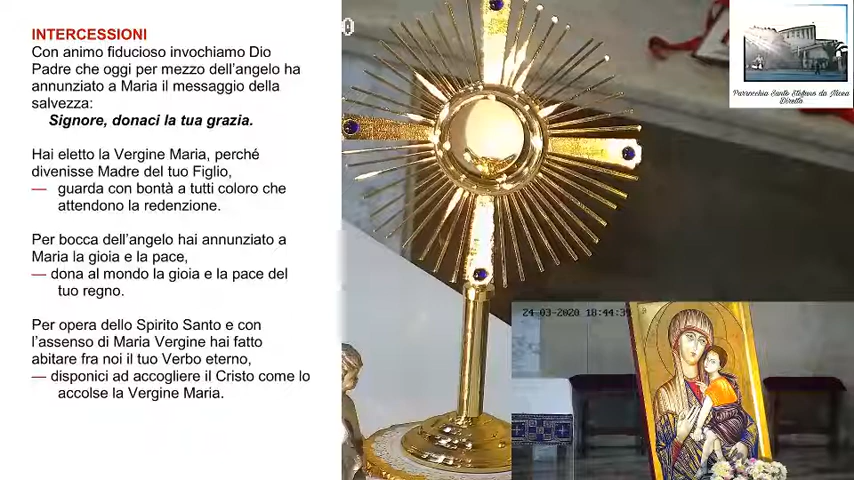 INTERCESSIONI
Con animo fiducioso invochiamo Dio
Padre che oggi per mezzo dell'angelo ha
annunziato a Maria il messaggio della
salvezza:
Signore, donaci la tua grazia.
Hai eletto la Vergine Maria, perché
divenisse Madre del tuo Figlio,
— guarda con bontà a tutti coloro che
attendono la redenzione.
Per bocca dell'angelo hai annunziato a
Maria la gioia e la pace,
— dona al mondo la gioia e la pace del
tuo regno.
Per opera dello Spirito Santo e con
l'assenso di Maria Vergine hai fatto
abitare fra noi il tuo Verbo eterno,
— disponici ad accogliere il Cristo come lo
accolse la Vergine Maria.
Parrocchia Santo Stefano da
Diretta
24-03-2020 18:44:39